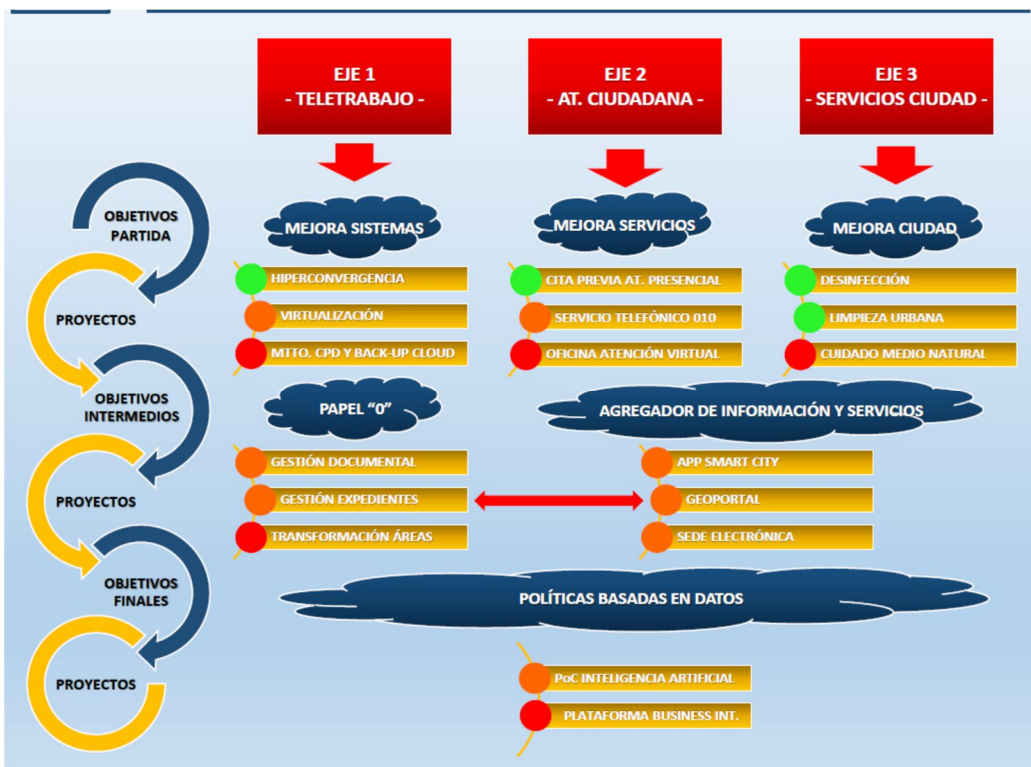 EJE 1
- TELETRABAJO -
EJE 2
- AT. CIUDADANA -
EJE 3
- SERVICIOS CIUDAD -
OBJETIVOS
PARTIDA
MEJORA SISTEMAS
MEJORA SERVICIOS
MEJORA CIUDAD
PROYECTOS
HIPERCONVERGENCIA
VIRTUALIZACIÓN
MTTO. CPD Y BACK-UP CLOUD
CITA PREVIA AT. PRESENCIAL
SERVICIO TELEFÓNICO 010
OFICINA ATENCIÓN VIRTUAL
DESINFECCIÓN
LIMPIEZA URBANA
CUIDADO MEDIO NATURAL
OBJETIVOS
INTERMEDIOS
PAPEL “0”
AGREGADOR DE INFORMACIÓN Y SERVICIOS
PROYECTOS
GESTIÓN DOCUMENTAL
GESTIÓN EXPEDIENTES
TRANSFORMACIÓN ÁREAS
APP SMART CITY
GEOPORTAL
SEDE ELECTRÓNICA
OBJETIVOS
FINALES
POLÍTICAS BASADAS EN DATOS
PROYECTOS
PoC INTELIGENCIA ARTIFICIAL
PLATAFORMA BUSINESS INT.